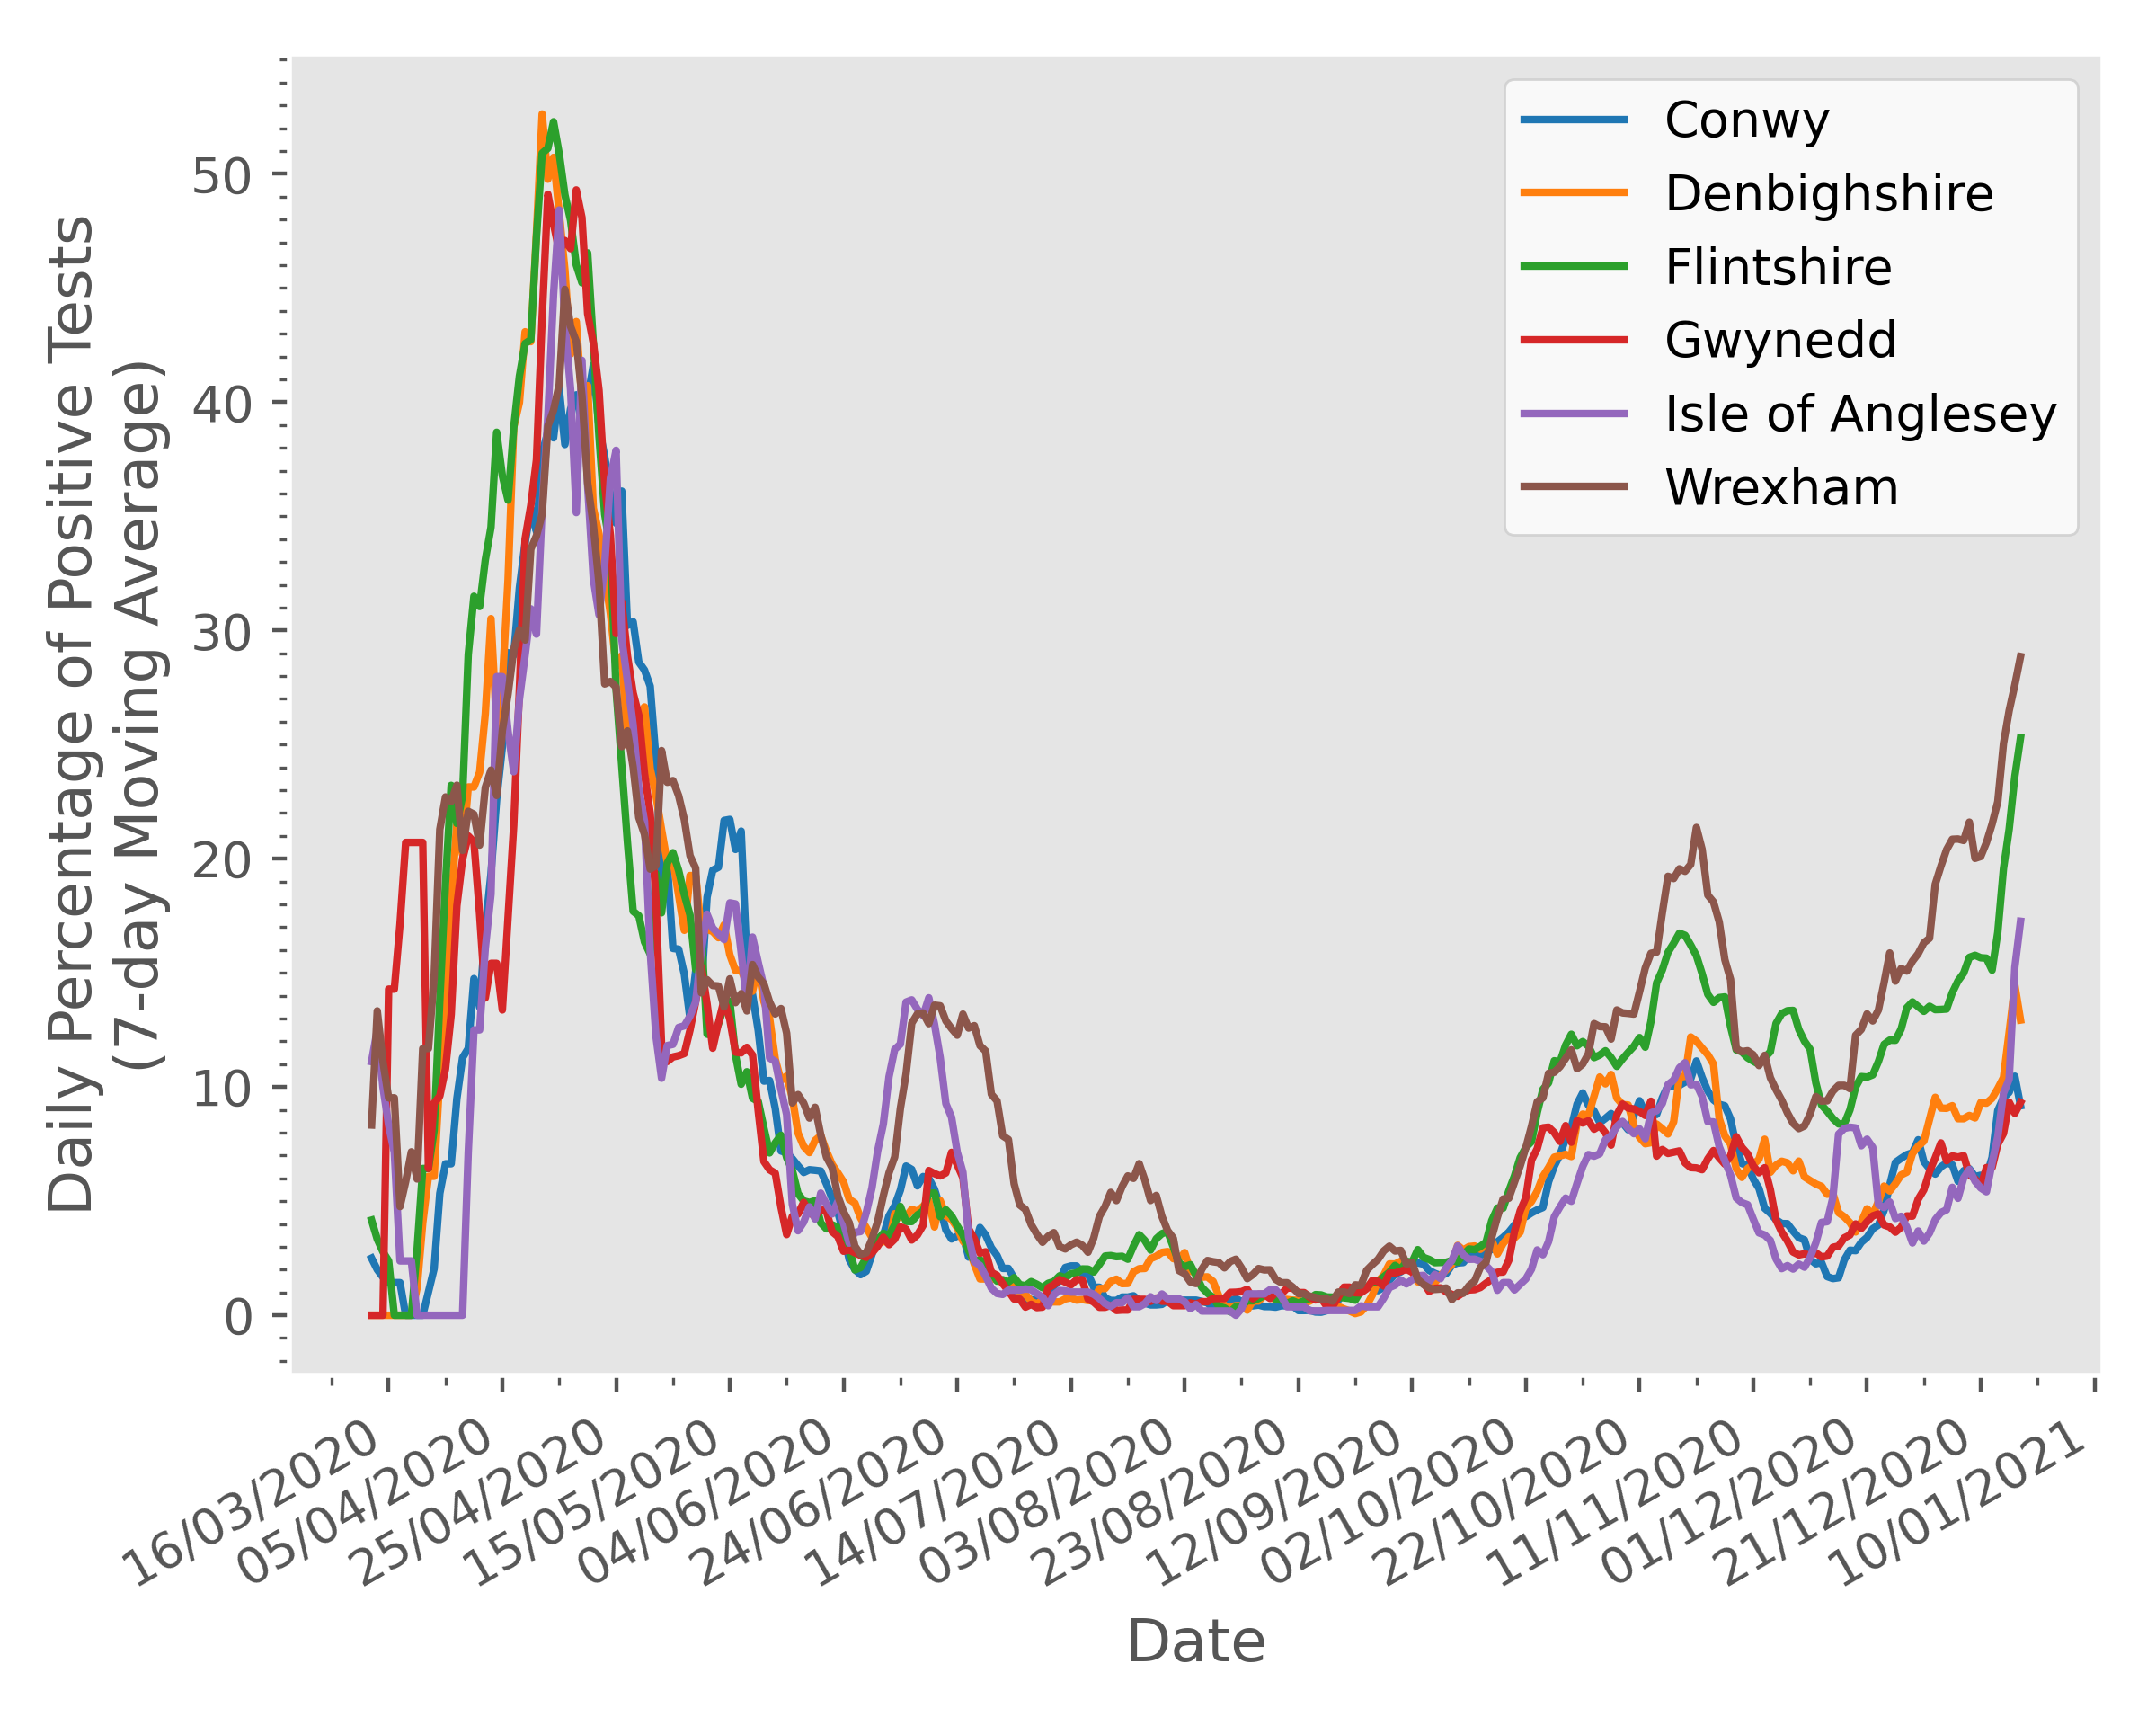 Daily Percentage of Positive Tests
(7-day Moving Average)
50
40
30
20
10
0
Conwy
Denbighshire
Flintshire
Gwynedd
Isle of Anglesey
Wrexham
16/03/2020
05/04/2020
25/04/2020
15/05/2020
04/06/2020
24/06/2020
14/07/2020
03/08/2020
23/08/2020
12/09/2020
02/10/2020
22/10/2020
11/11/2020
01/12/2020
21/12/2020
10/01/2021
Date